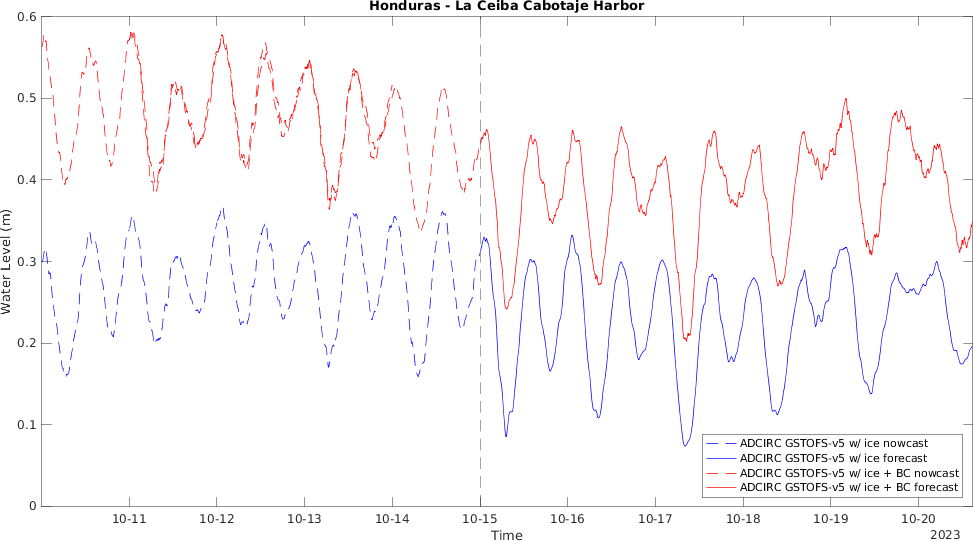 Honduras - La Ceiba Cabotaje Harbor
0.6
0.5
0.4
0.3
0.2
0.1
0
Water Level (m)
10-11 10-12 10-13 10-14 10-15 10-16 10-17 10-18 10-19 10-20
Time
2023
ADCIRC GSTOFS-v5 w/ ice nowcast
ADCIRC GSTOFS-v5 w/ ice forecast
ADCIRC GSTOFS-v5 w/ ice + BC nowcast
ADCIRC GSTOFS-v5 w/ ice + BC forecast